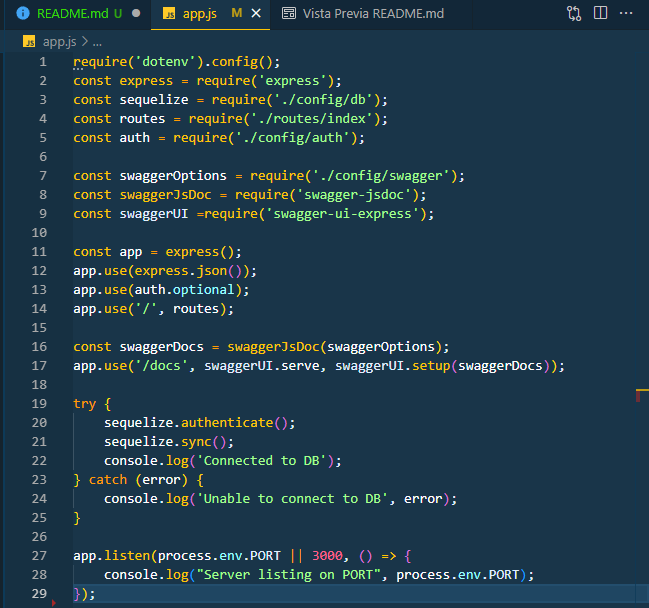 README.md U
app.js M
Vista Previa README.md
app.js > ...
1 require('dotenv').config();
2 const express = require('express');
3 const sequelize = require('./config/db');
4 const routes = require('./routes/index');
5 const auth = require('./config/auth');
6
7 const swaggerOptions = require('./config/swagger');
8 const swaggerJsDoc = require('swagger-jsdoc');
9 const swaggerUI =require('swagger-ui-express');
10
11 const app = express();
12 app.use(express.json());
13 app.use(auth.optional);
14 app.use('/', routes);
15
16 const swaggerDocs = swaggerJsDoc(swaggerOptions);
17 app.use('/docs', swaggerUI.serve, swaggerUI.setup(swaggerDocs));
18
19 try {
20     sequelize.authenticate();
21     sequelize.sync();
22     console.log('Connected to DB');
23 } catch (error) {
24     console.log('Unable to connect to DB', error);
25 }
26
27 app.listen(process.env.PORT || 3000, () => {
28     console.log("Server listing on PORT", process.env.PORT);
29 });